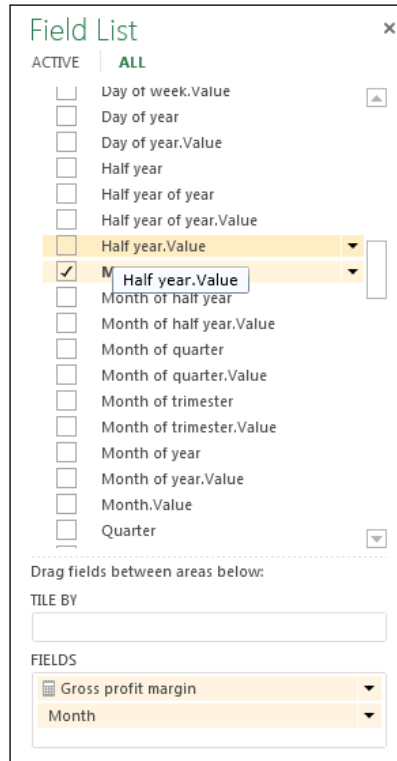 Field List
ACTIVE ALL
Day of week.Value
Day of year
Day of year.Value
Half year
Half year of year
Half year of year.Value
Half year.Value
M
Half year.Value
Month of half year
Month of half year.Value
Month of quarter
Month of quarter.Value
Month of trimester
Month of trimester.Value
Month of year
Month of year.Value
Month.Value
Quarter
Drag fields between areas below:
TILE BY
FIELDS
Gross profit margin
Month